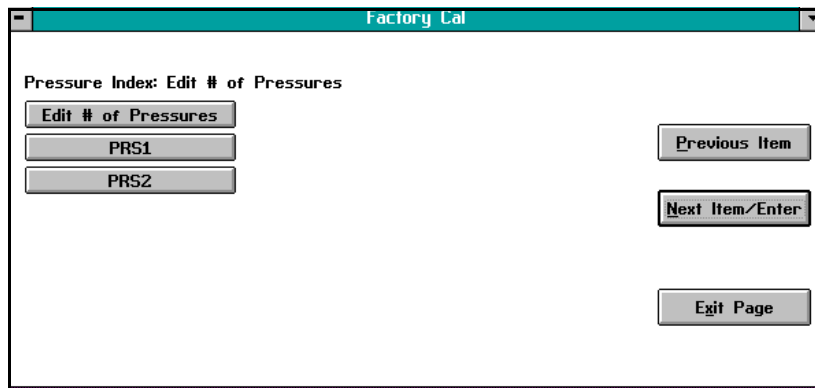 Factory Cal
Pressure Index: Edit # of Pressures
Edit # of Pressures
PRS1
PRS2
Previous Item
Next Item/Enter
Exit Page